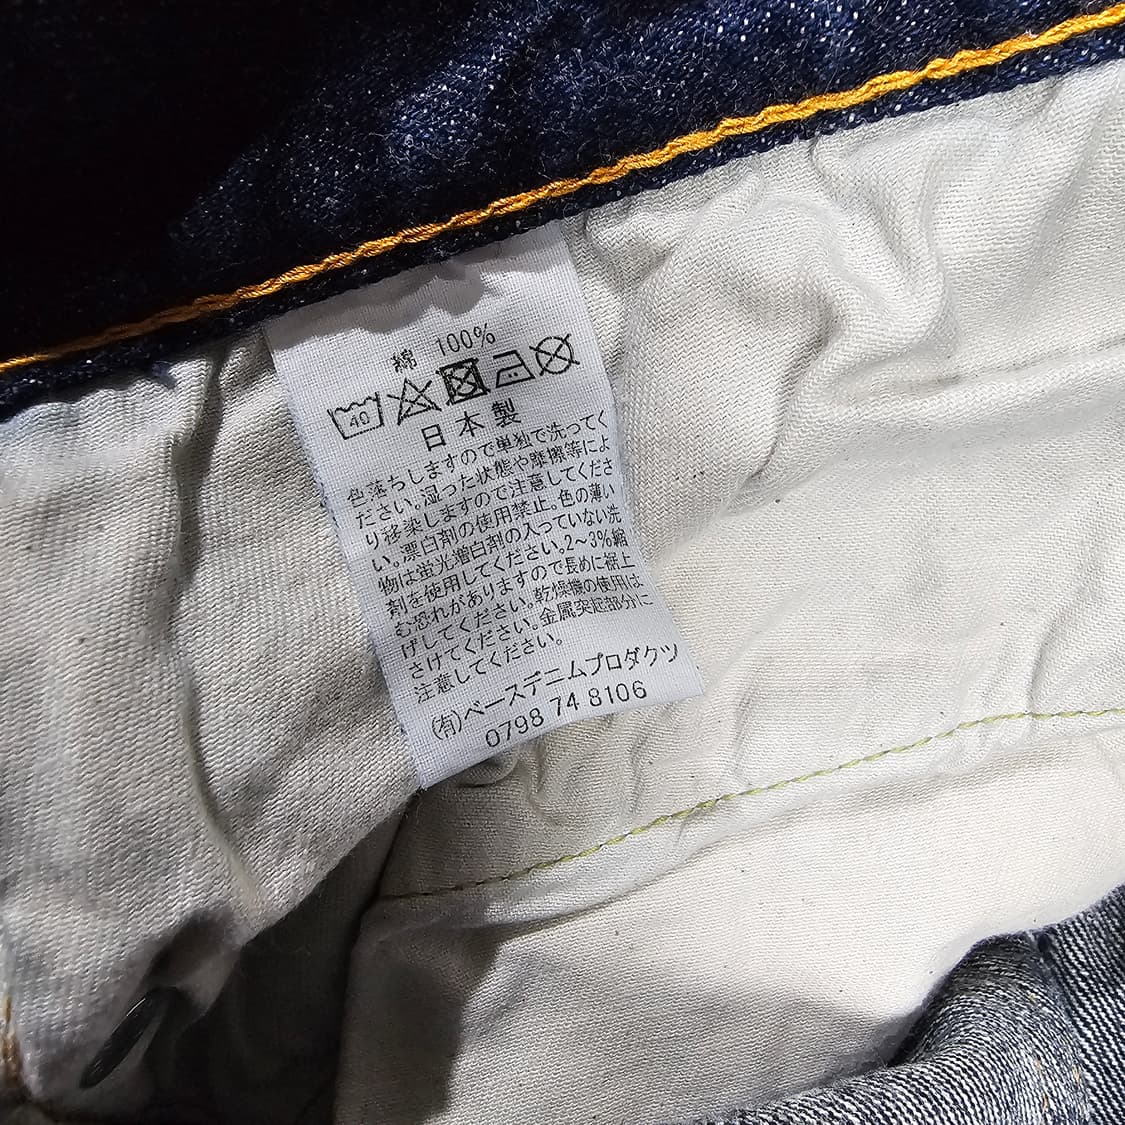 綿 100%
40
日本製
色落ちしますので単独で洗ってく
ださい。湿った状態や摩擦等によ
り移染しますので注意してくださ
い。漂白剤の使用禁止。色の薄い
物は蛍光増白剤の入っていない洗
剤を使用してください。2～3%縮
む恐れがありますので長めに裾上
げしてください。乾燥機の使用は
さけてください。金属突起部分に
注意してください。
(有)ベースデニムプロダクツ
0798 74 8106